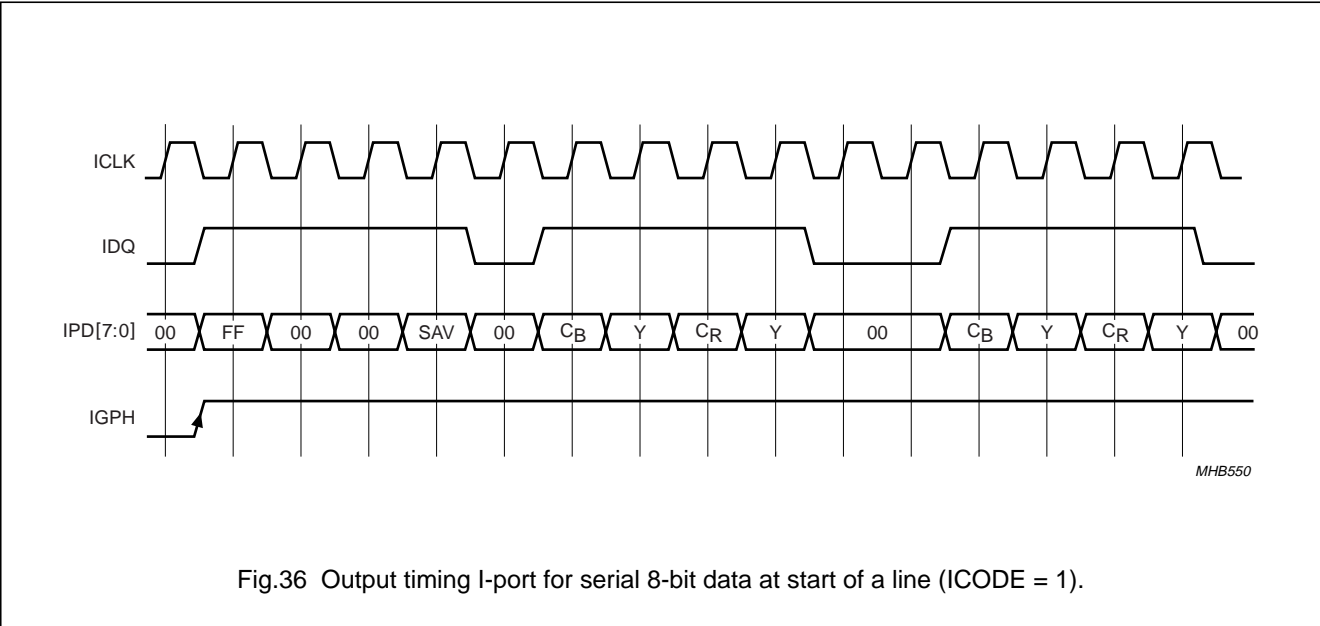 ICLK
IDQ
IPD[7:0] 00 FF 00 00 SAV 00 CB Y CR Y 00 CB Y CR Y 00
IGPH
MHB550
Fig.36 Output timing I-port for serial 8-bit data at start of a line (ICODE = 1).